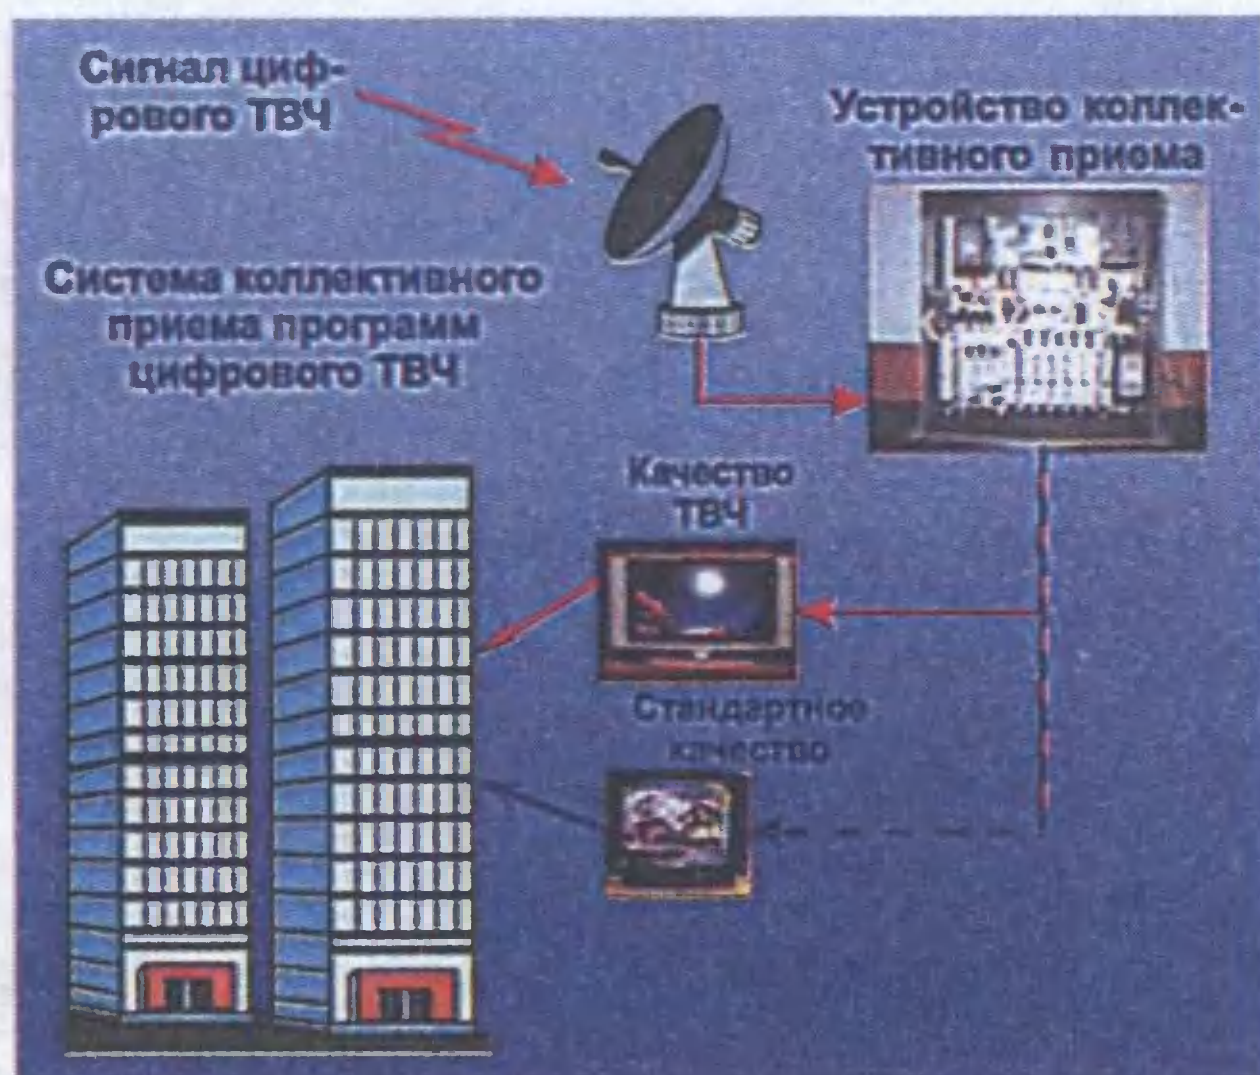 Сигнал циф-
рового ТВЧ
Устройство коллек-
тивного приема
Система коллективного
приема программ
цифрового ТВЧ
Качество
ТВЧ
Стандартное
качество